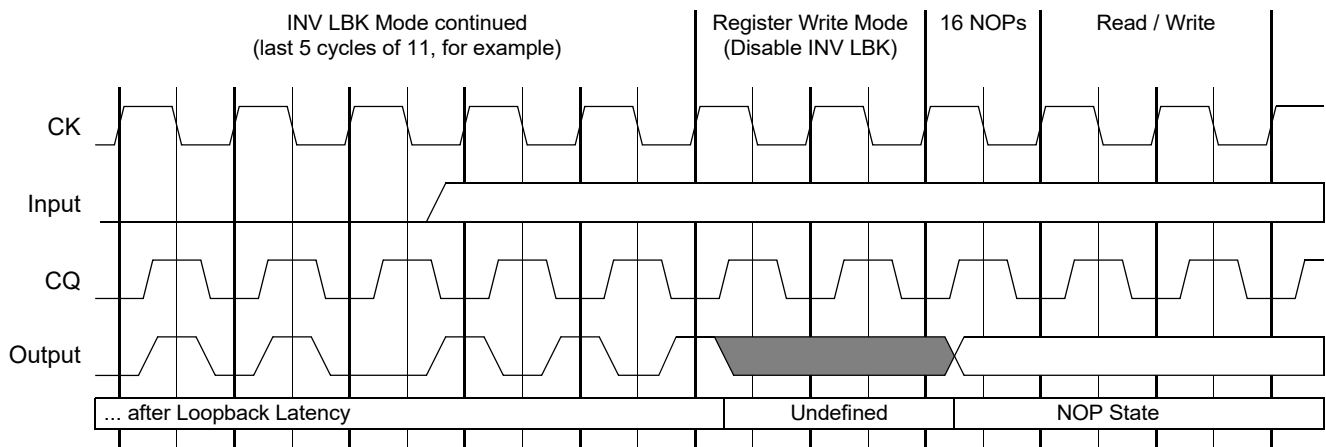 INV LBK Mode continued
(last 5 cycles of 11, for example)
Register Write Mode
(Disable INV LBK)
16 NOPs
Read / Write
CK
Input
CQ
Output
... after Loopback Latency
Undefined
NOP State